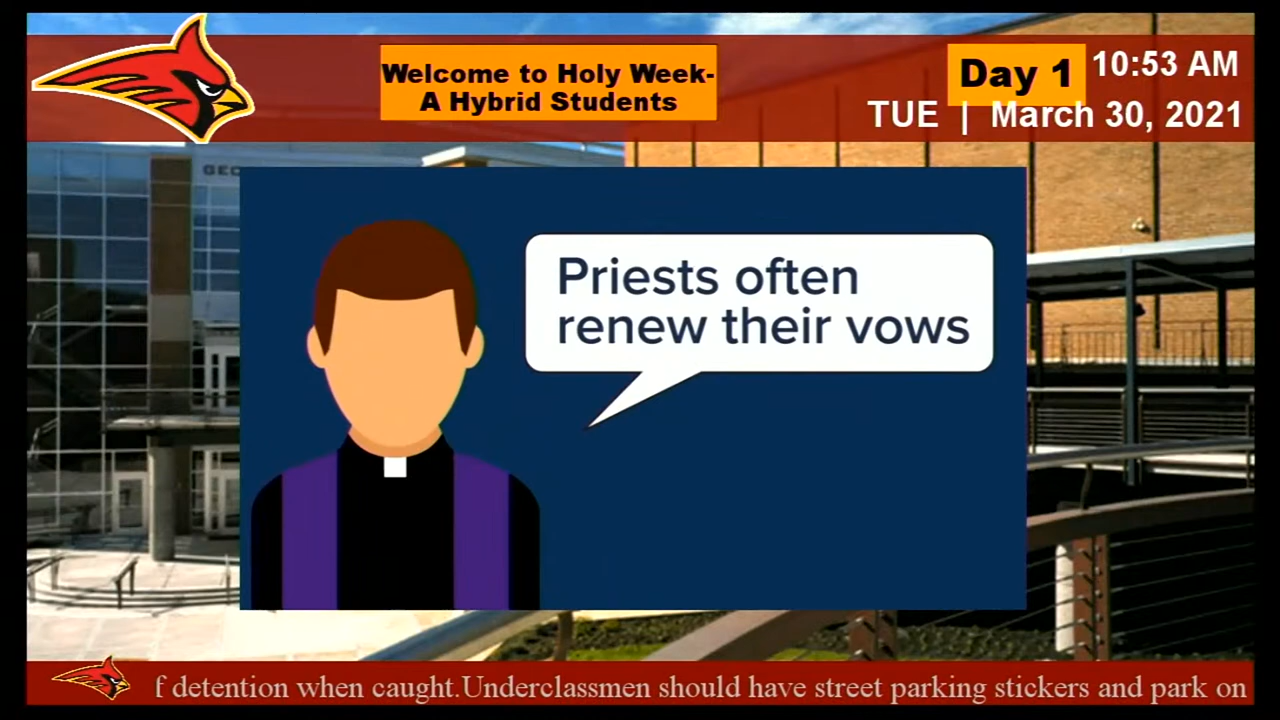 Welcome to Holy Week-
A Hybrid Students
Day 1
10:53 AM
TUE | March 30, 2021
GEO
Priests often
renew their vows
f detention when caught.Underclassmen should have street parking stickers and park on